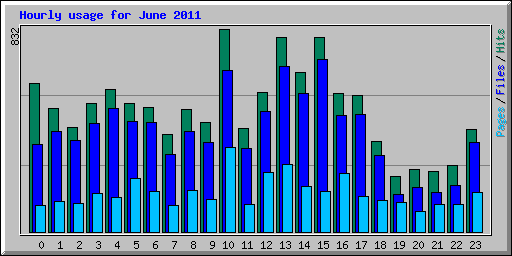 Hourly usage for June 2011
832
Pages / Files / Hits
0 1 2 3 4 5 6 7 8 9 10 11 12 13 14 15 16 17 18 19 20 21 22 23